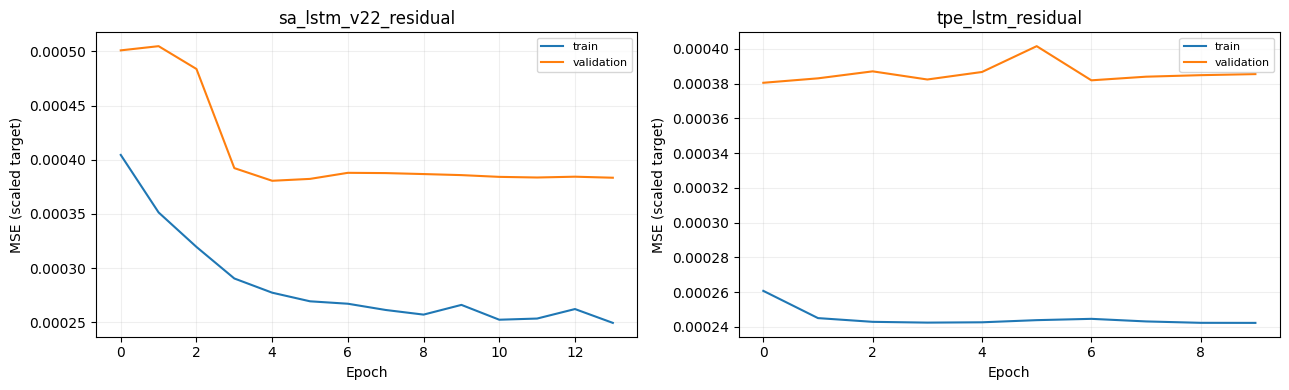 sa_lstm_v22_residual
train
validation
0.00050
0.00045
0.00040
0.00035
0.00030
0.00025
MSE (scaled target)
0 2 4 6 8 10 12
Epoch
tpe_lstm_residual
train
validation
0.00040
0.00038
0.00036
0.00034
0.00032
0.00030
0.00028
0.00026
0.00024
MSE (scaled target)
0 2 4 6 8
Epoch